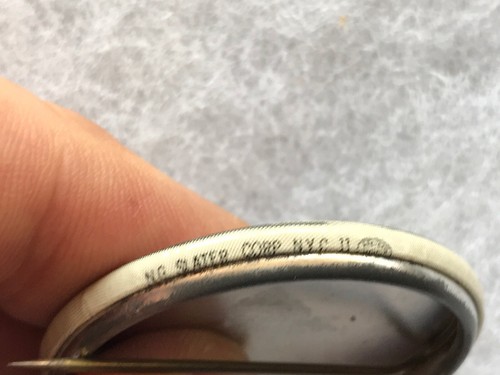 N.G. SLATER CORP. N.Y.C. 11